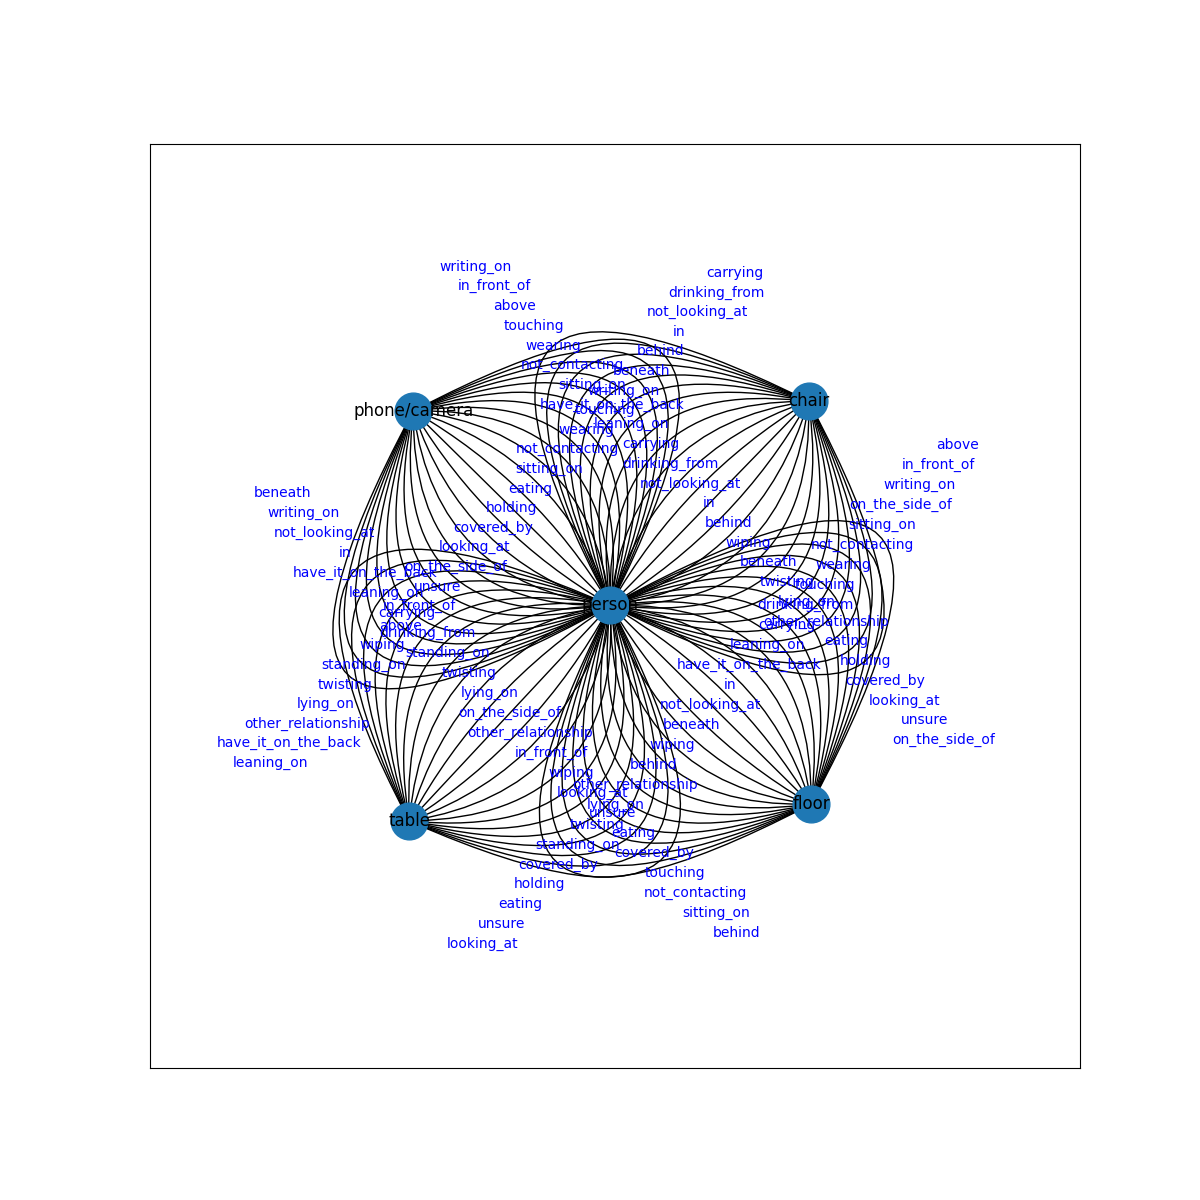 writing_on
carrying
in_front_of
drinking_from
above
not_looking_at
touching
in
wearing
behind
not_contacting
beneath
sitting_on
writing_on
have_it_on_the_back
chair
phone/camera
touching
leaning_on
wearing
carrying
above
not_contacting
drinking_from
in_front_of
sitting_on
not_looking_at
writing_on
eating
beneath
in
on_the_side_of
holding
writing_on
behind
sitting_on
covered_by
not_looking_at
wiping
not_contacting
looking_at
in
beneath
wearing
on_the_side_of
have_it_on_the_back
twisting
touching
unsure
leaning_on
lying_on
in_front_of
person
drinking_from
carrying
other_relationship
above
carrying
drinking_from
eating
wiping
leaning_on
standing_on
holding
standing_on
have_it_on_the_back
twisting
covered_by
twisting
in
lying_on
looking_at
lying_on
not_looking_at
on_the_side_of
unsure
other_relationship
beneath
other_relationship
on_the_side_of
have_it_on_the_back
wiping
in_front_of
leaning_on
behind
wiping
other_relationship
looking_at
lying_on
floor
unsure
table
twisting
eating
standing_on
covered_by
covered_by
touching
holding
not_contacting
eating
sitting_on
unsure
behind
looking_at